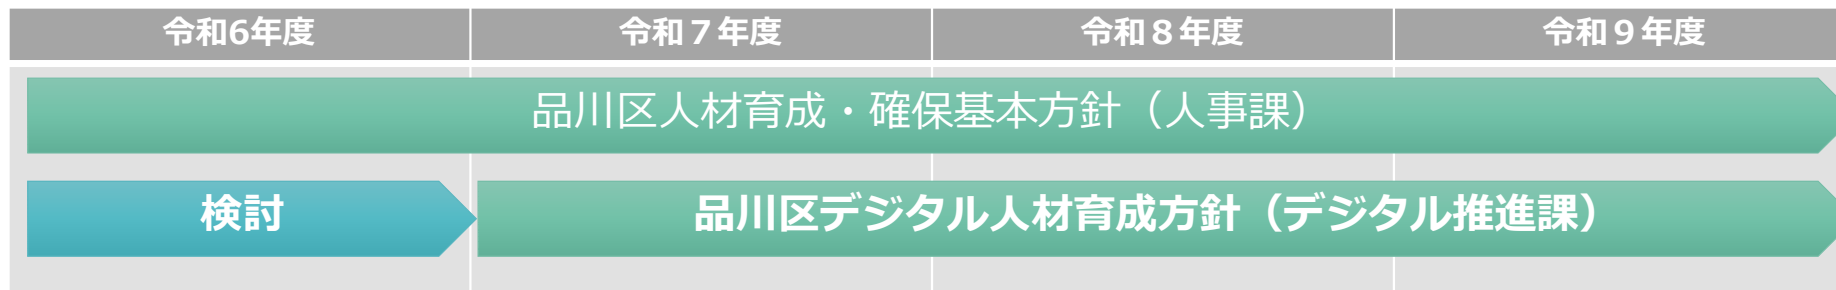 令和6年度 令和７年度 令和８年度 令和９年度
品川区人材育成・確保基本方針（人事課）
検討 品川区デジタル人材育成方針（デジタル推進課）